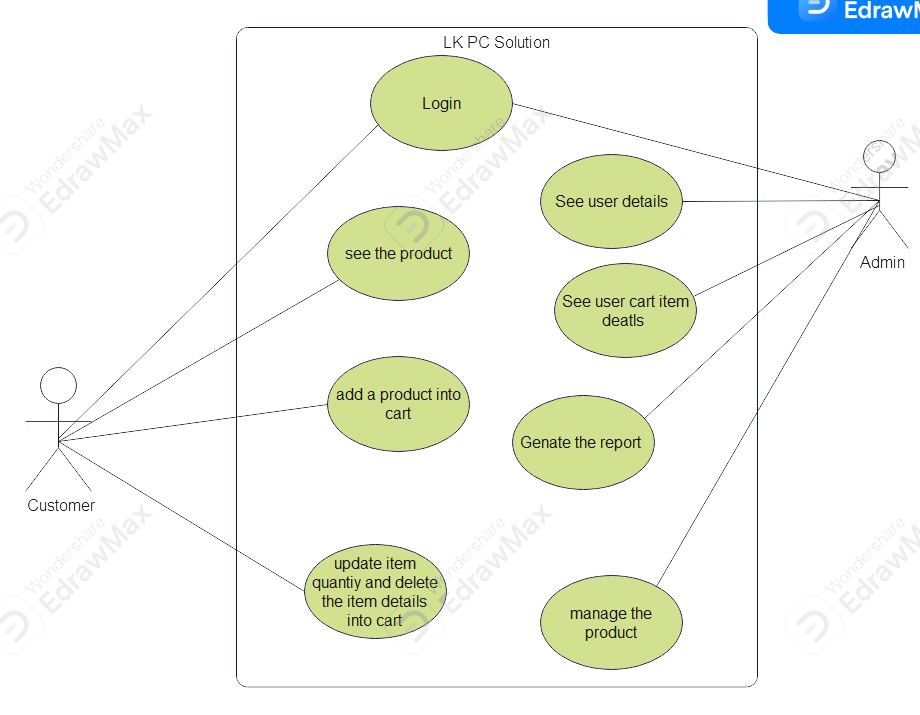 EdrawM
LK PC Solution
Login
See user details
see the product
Admin
See user cart item
deatls
add a product into
cart
Genate the report
Customer
update item
quantiy and delete
the item details
into cart
manage the
product
Wondershare
EdrawMax
Wondershare
EdrawMax
Wondershare
EdrawMax
Wondershare
EdrawMax
Wondershare
EdrawMax
Wondershare
EdrawMax